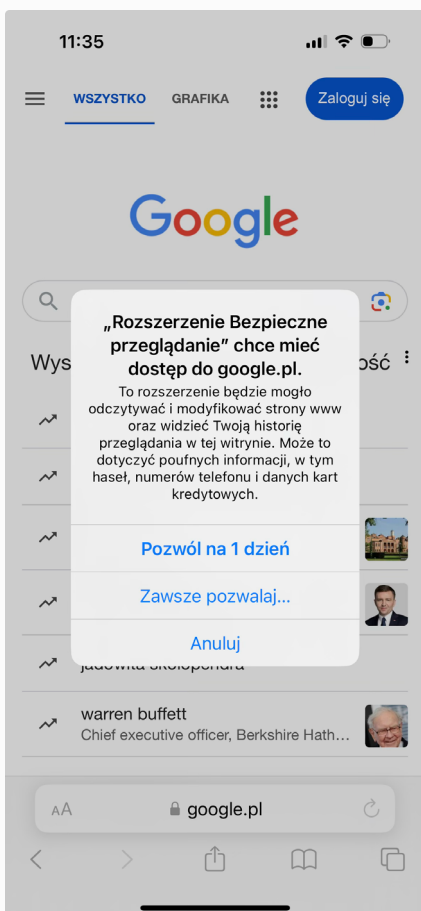 11:35
WSZYSTKO GRAFIKA Zaloguj się
Google
„Rozszerzenie Bezpieczne
przeglądanie” chce mieć
dostęp do google.pl.
Wys ość
To rozszerzenie będzie mogło
odczytywać i modyfikować strony www
oraz widzieć Twoją historię
przeglądania w tej witrynie. Może to
dotyczyć poufnych informacji, w tym
haseł, numerów telefonu i danych kart
kredytowych.
Pozwól na 1 dzień
Zawsze pozwalaj...
Anuluj
jadowita skolopendra
warren buffett
Chief executive officer, Berkshire Hath...
AA google.pl